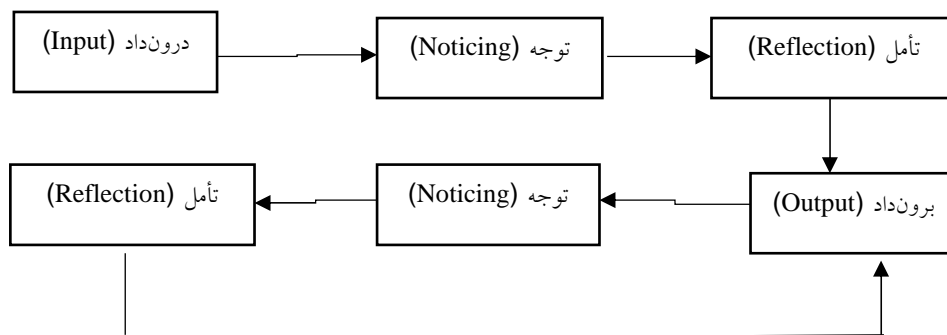 درون‌داد (Input)
توجه (Noticing)
تأمل (Reflection)
برون‌داد (Output)
توجه (Noticing)
تأمل (Reflection)